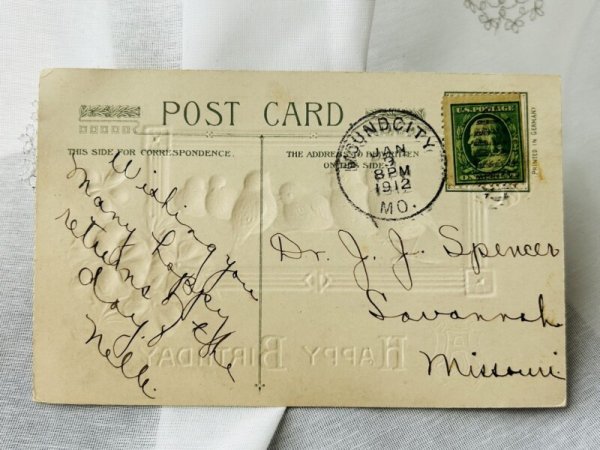 POST CARD
THIS SIDE FOR CORRESPONDENCE.
THE ADDRESS TO BE WRITTEN
ON THIS SIDE
Wishing you
many happy
returns of the
day.
Nelle
MOUND CITY
JAN
3
8 PM
1912
MO.
U.S. POSTAGE
PRINTED IN GERMANY
Dr. J. J. Spencer
Savannah
Missouri
HAPPY BIRTHDAY